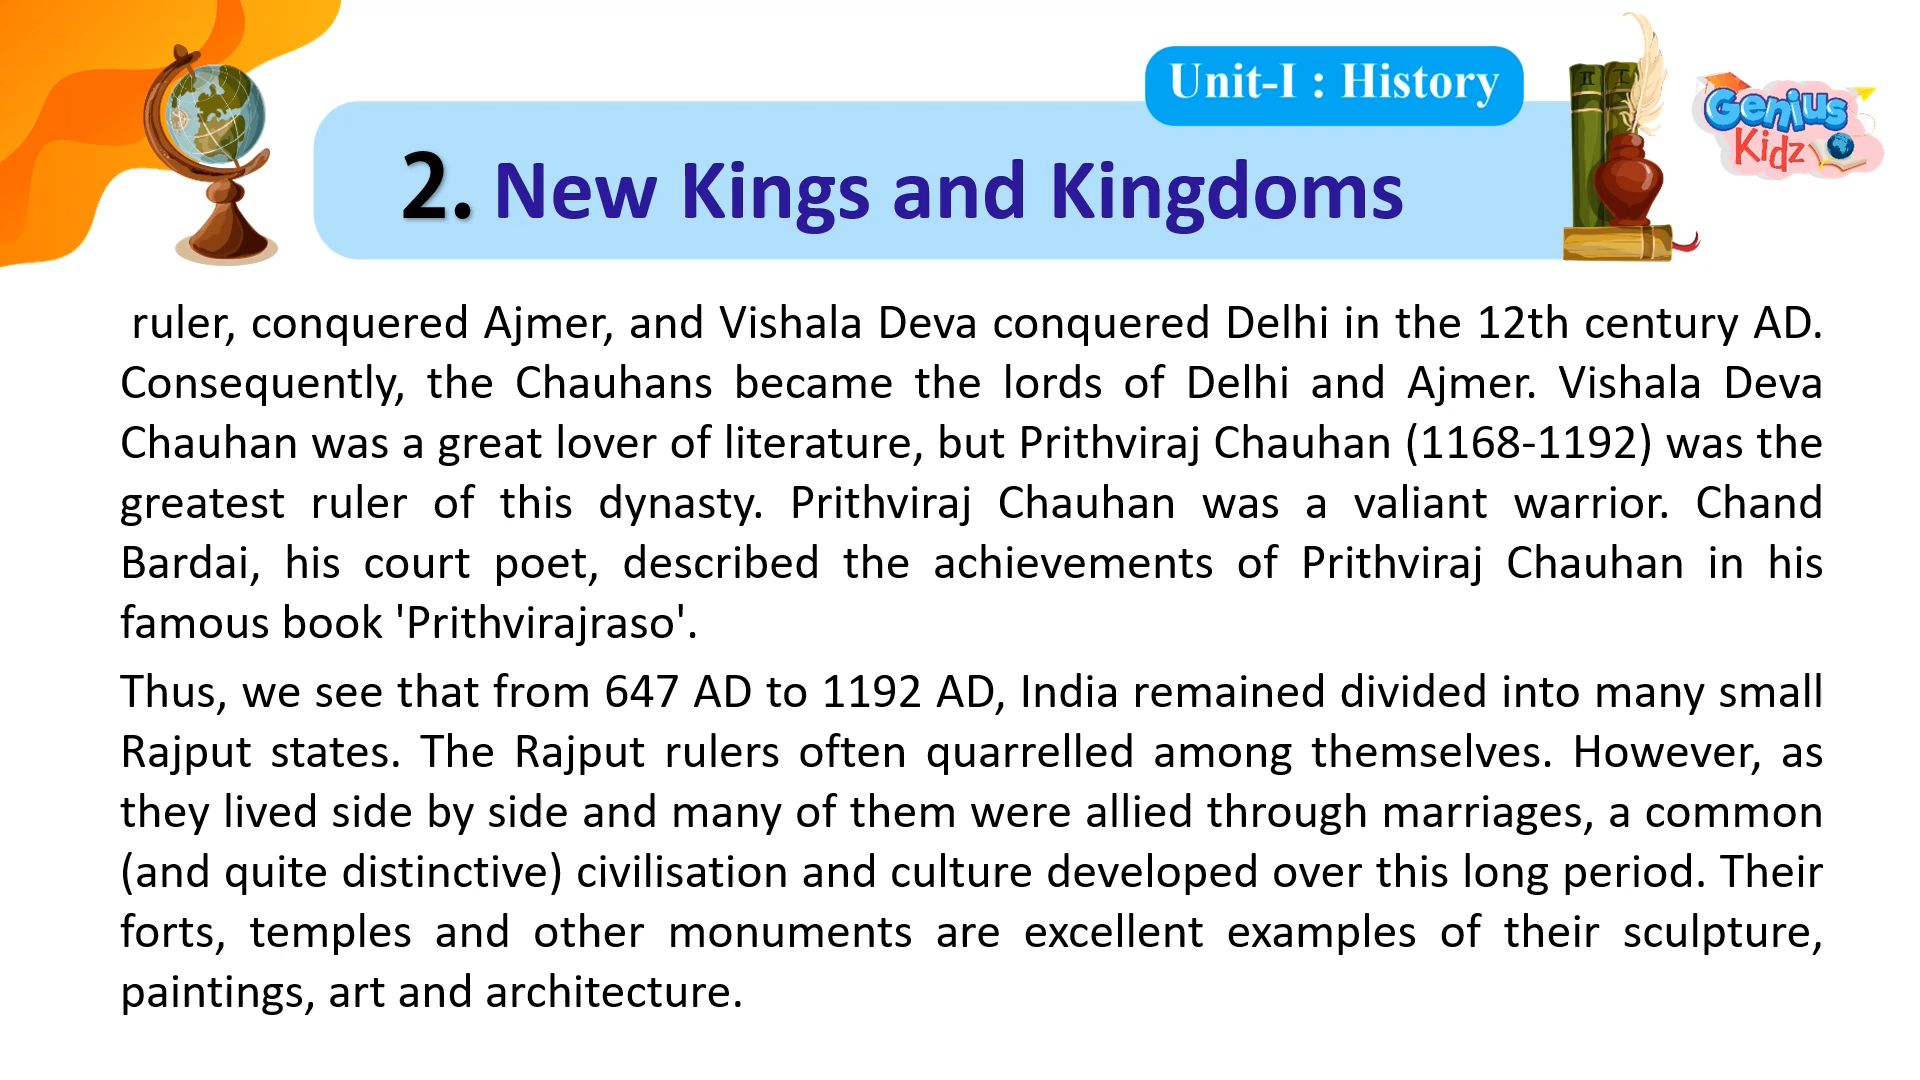 Unit-I : History
Genius
Kidz
2. New Kings and Kingdoms
ruler, conquered Ajmer, and Vishala Deva conquered Delhi in the 12th century AD.
Consequently, the Chauhans became the lords of Delhi and Ajmer. Vishala Deva
Chauhan was a great lover of literature, but Prithviraj Chauhan (1168-1192) was the
greatest ruler of this dynasty. Prithviraj Chauhan was a valiant warrior. Chand
Bardai, his court poet, described the achievements of Prithviraj Chauhan in his
famous book 'Prithvirajraso'.
Thus, we see that from 647 AD to 1192 AD, India remained divided into many small
Rajput states. The Rajput rulers often quarrelled among themselves. However, as
they lived side by side and many of them were allied through marriages, a common
(and quite distinctive) civilisation and culture developed over this long period. Their
forts, temples and other monuments are excellent examples of their sculpture,
paintings, art and architecture.